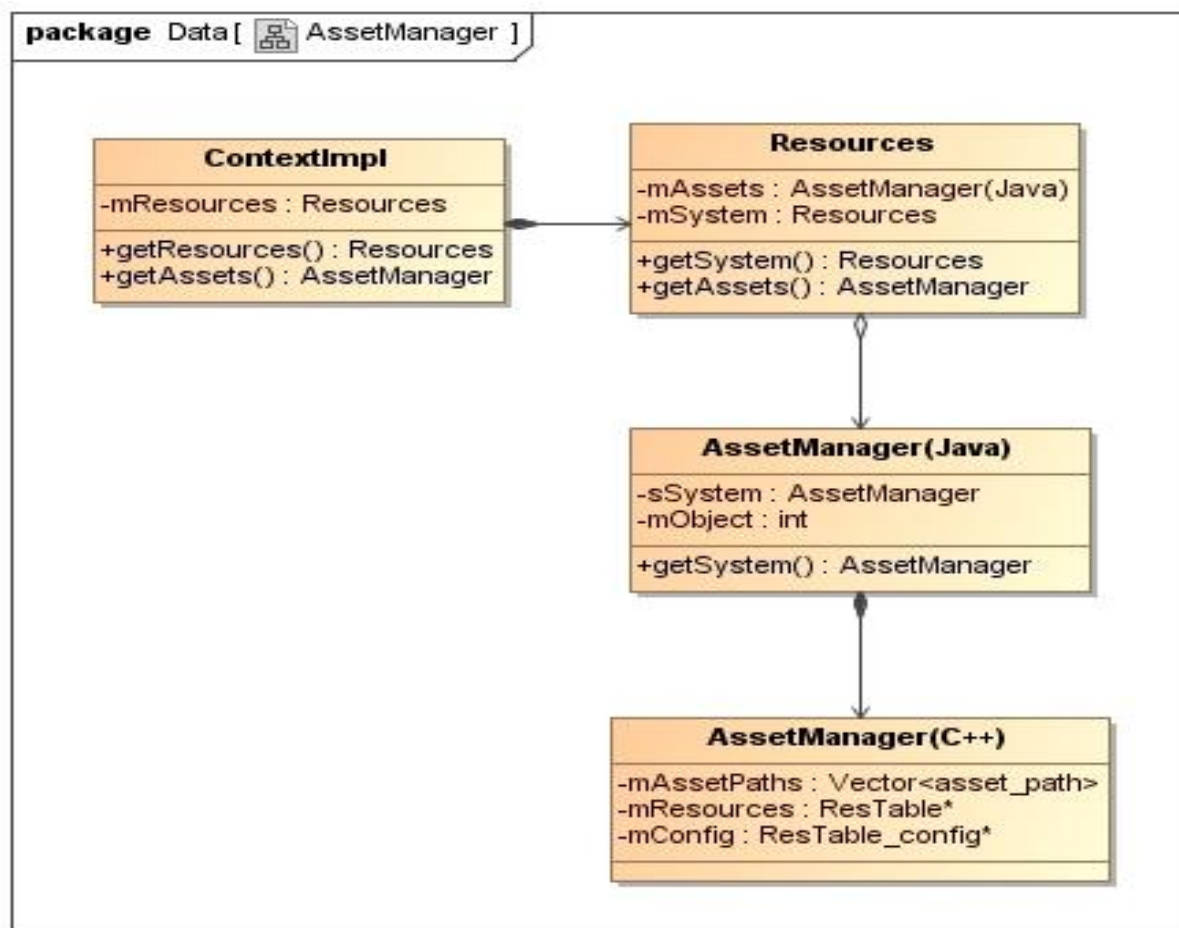 package Data [ AssetManager ]
ContextImpl
-mResources : Resources
+getResources() : Resources
+getAssets() : AssetManager
Resources
-mAssets : AssetManager(Java)
-mSystem : Resources
+getSystem() : Resources
+getAssets() : AssetManager
AssetManager(Java)
-sSystem : AssetManager
-mObject : int
+getSystem() : AssetManager
AssetManager(C++)
-mAssetPaths : Vector<asset_path>
-mResources : ResTable*
-mConfig : ResTable_config*